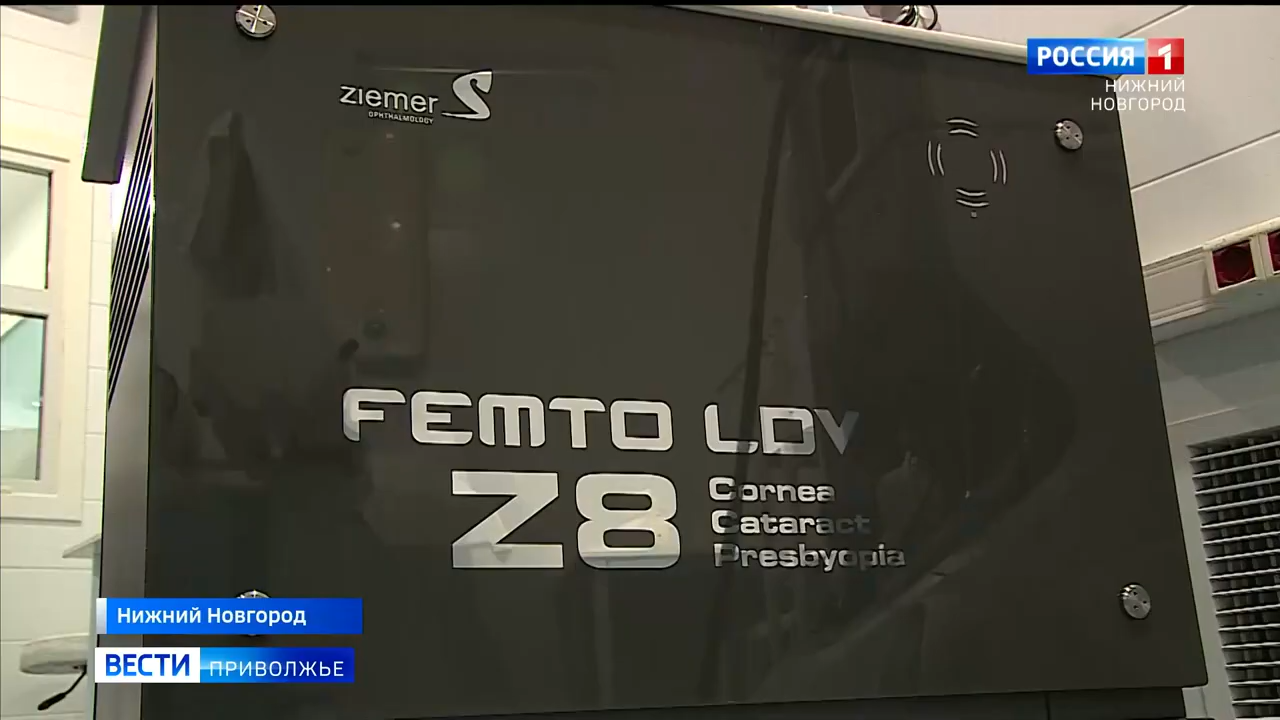 ziemer
OPHTHALMOLOGY
РОССИЯ 1
НИЖНИЙ
НОВГОРОД
FEMTO LDV
Z8
Cornea
Cataract
Presbyopia
Нижний Новгород
ВЕСТИ ПРИВОЛЖЬЕ